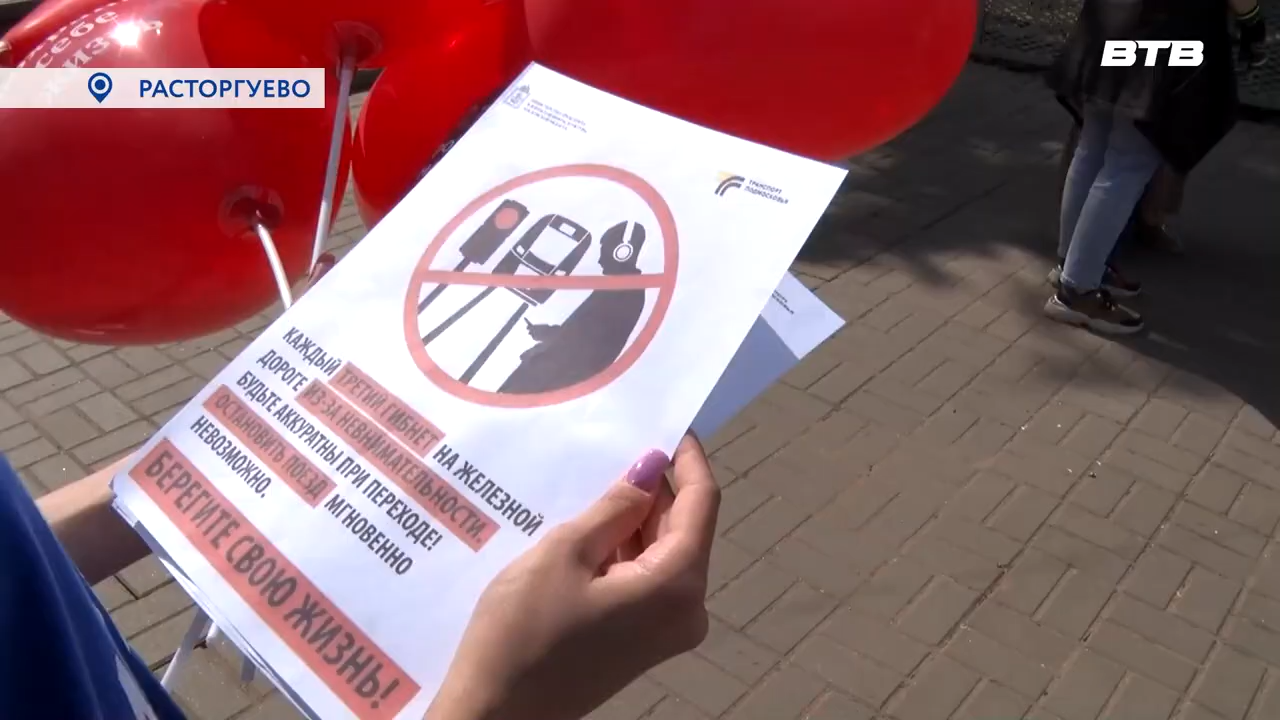 себе
РАСТОРГУЕВО
ВТВ
ТРАНСПОРТ
ПОДМОСКОВЬЯ
КАЖДЫЙ ТРЕТИЙ ГИБНЕТ НА ЖЕЛЕЗНОЙ
ДОРОГЕ ИЗ ЗА НЕВНИМАТЕЛЬНОСТИ.
БУДЬТЕ АККУРАТНЫ ПРИ ПЕРЕХОДЕ!
ОСТАНОВИТЬ ПОЕЗД МГНОВЕННО
НЕВОЗМОЖНО.
БЕРЕГИТЕ СВОЮ ЖИЗНЬ!